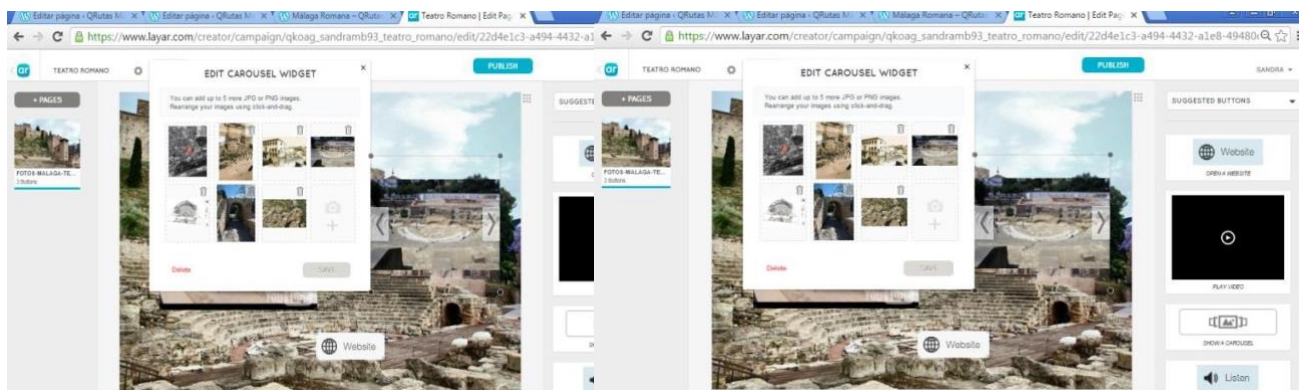 Editar página ‹ QRutas M
Editar página ‹ QRutas Má
Málaga Romana – QRuta
Teatro Romano | Edit Pag
https://www.layar.com/creator/campaign/qkoag_sandramb93_teatro_romano/edit/22d4e1c3-a494-4432-a1
ar
TEATRO ROMANO
PUBLISH
+ PAGES
FOTOS-MALAGA-TE...
3 Buttons
EDIT CAROUSEL WIDGET
×
You can add up to 5 more JPG or PNG images.
Rearrange your images using click-and-drag.
Delete
SAVE
Website
SUGGESTE
Editar página ‹ QRutas M
Editar página ‹ QRutas Má
Málaga Romana – QRuta
Teatro Romano | Edit Pag
https://www.layar.com/creator/campaign/qkoag_sandramb93_teatro_romano/edit/22d4e1c3-a494-4432-a1e8-49480
ar
TEATRO ROMANO
PUBLISH
SANDRA
+ PAGES
FOTOS-MALAGA-TE...
3 Buttons
EDIT CAROUSEL WIDGET
×
You can add up to 5 more JPG or PNG images.
Rearrange your images using click-and-drag.
Delete
SAVE
Website
SUGGESTED BUTTONS
Website
OPEN A WEBSITE
PLAY VIDEO
SHOW A CAROUSEL
Listen